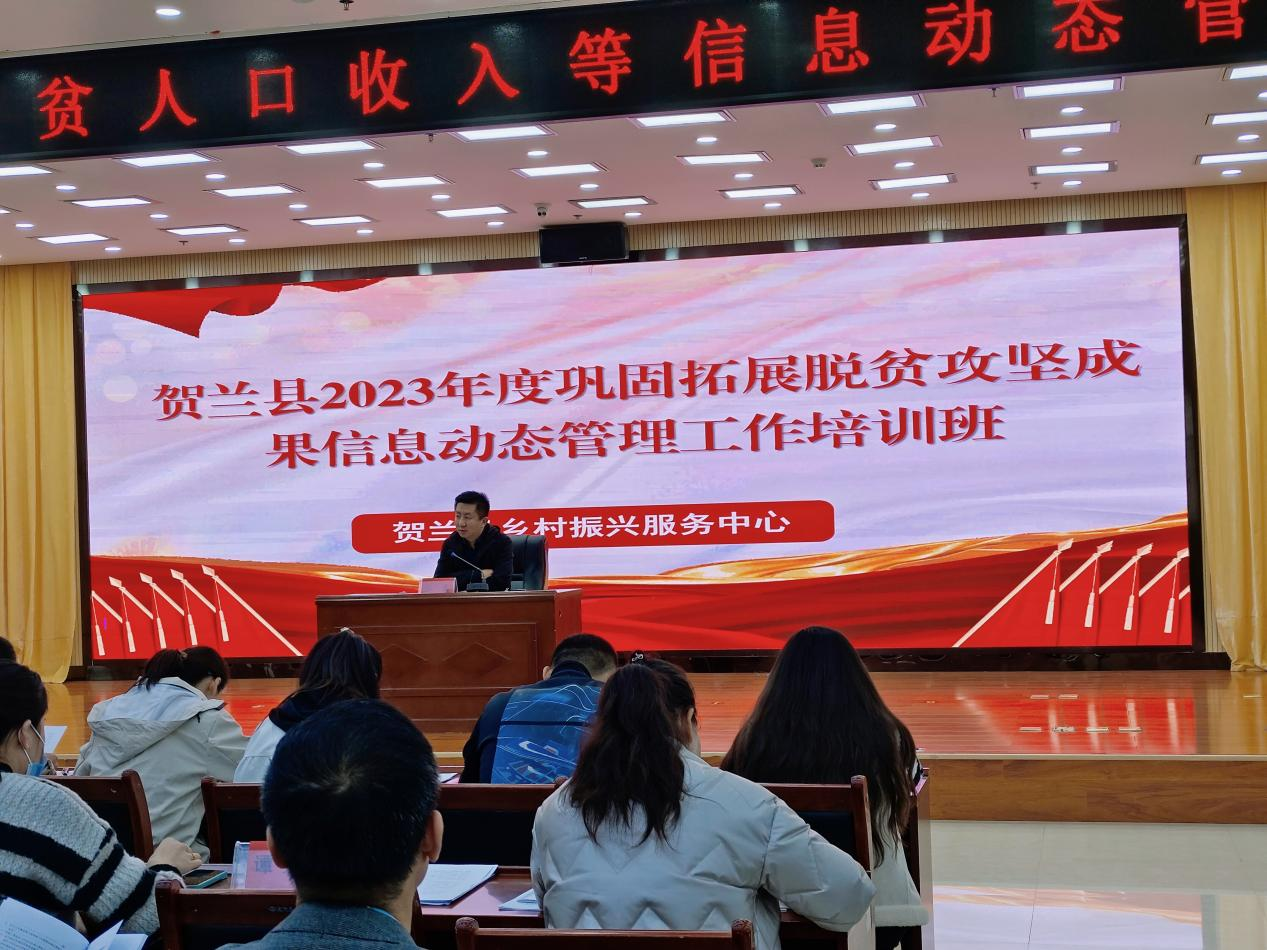 贫人口收入等信息动态管
贺兰县2023年度巩固拓展脱贫攻坚成
果信息动态管理工作培训班
贺兰 乡村振兴服务中心
谭